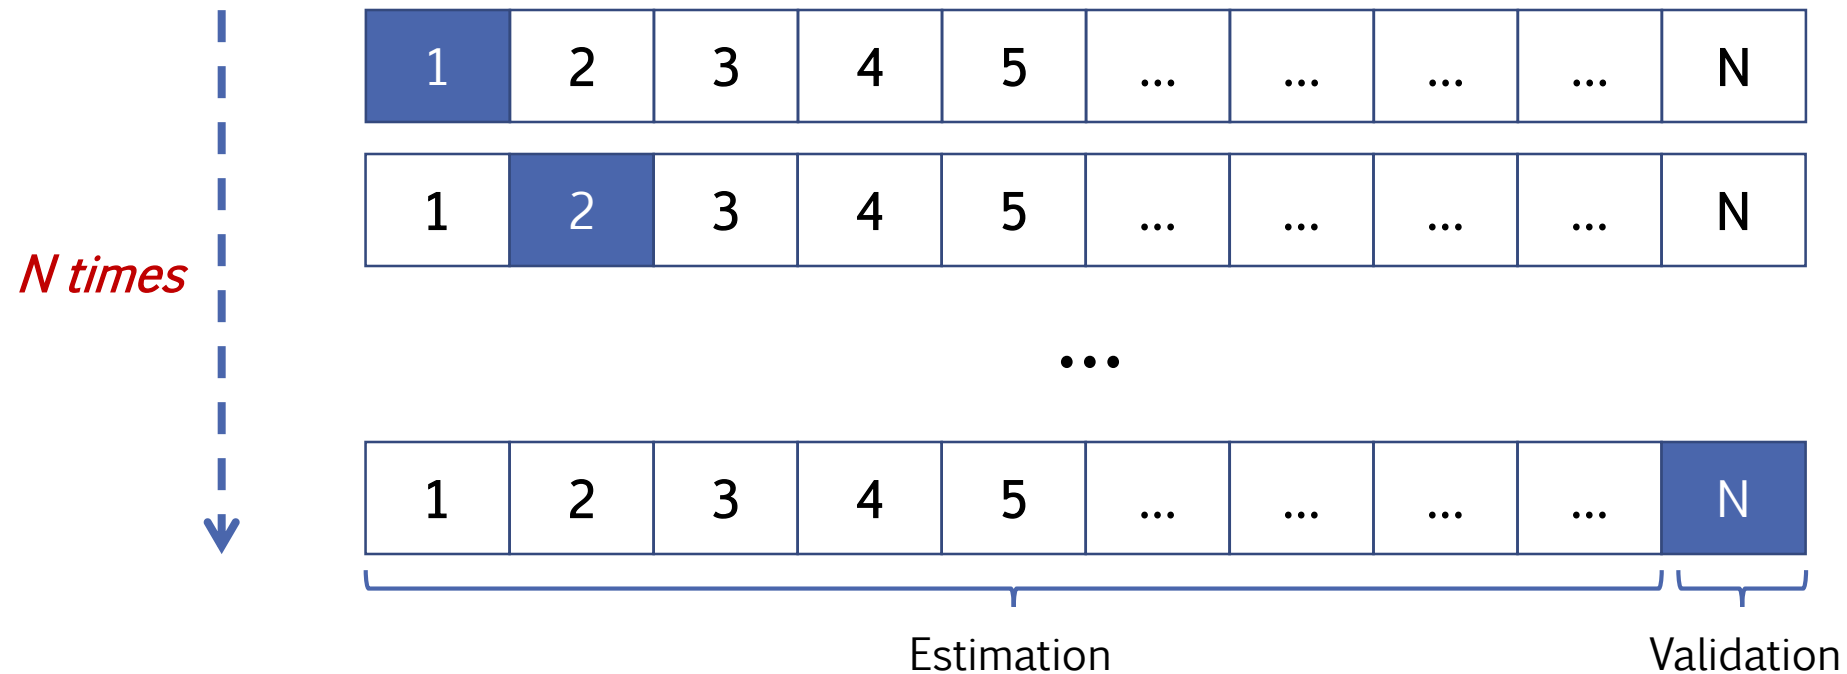 1 2 3 4 5 ... ... ... ... N
1 2 3 4 5 ... ... ... ... N
N times
...
1 2 3 4 5 ... ... ... ... N
Estimation Validation